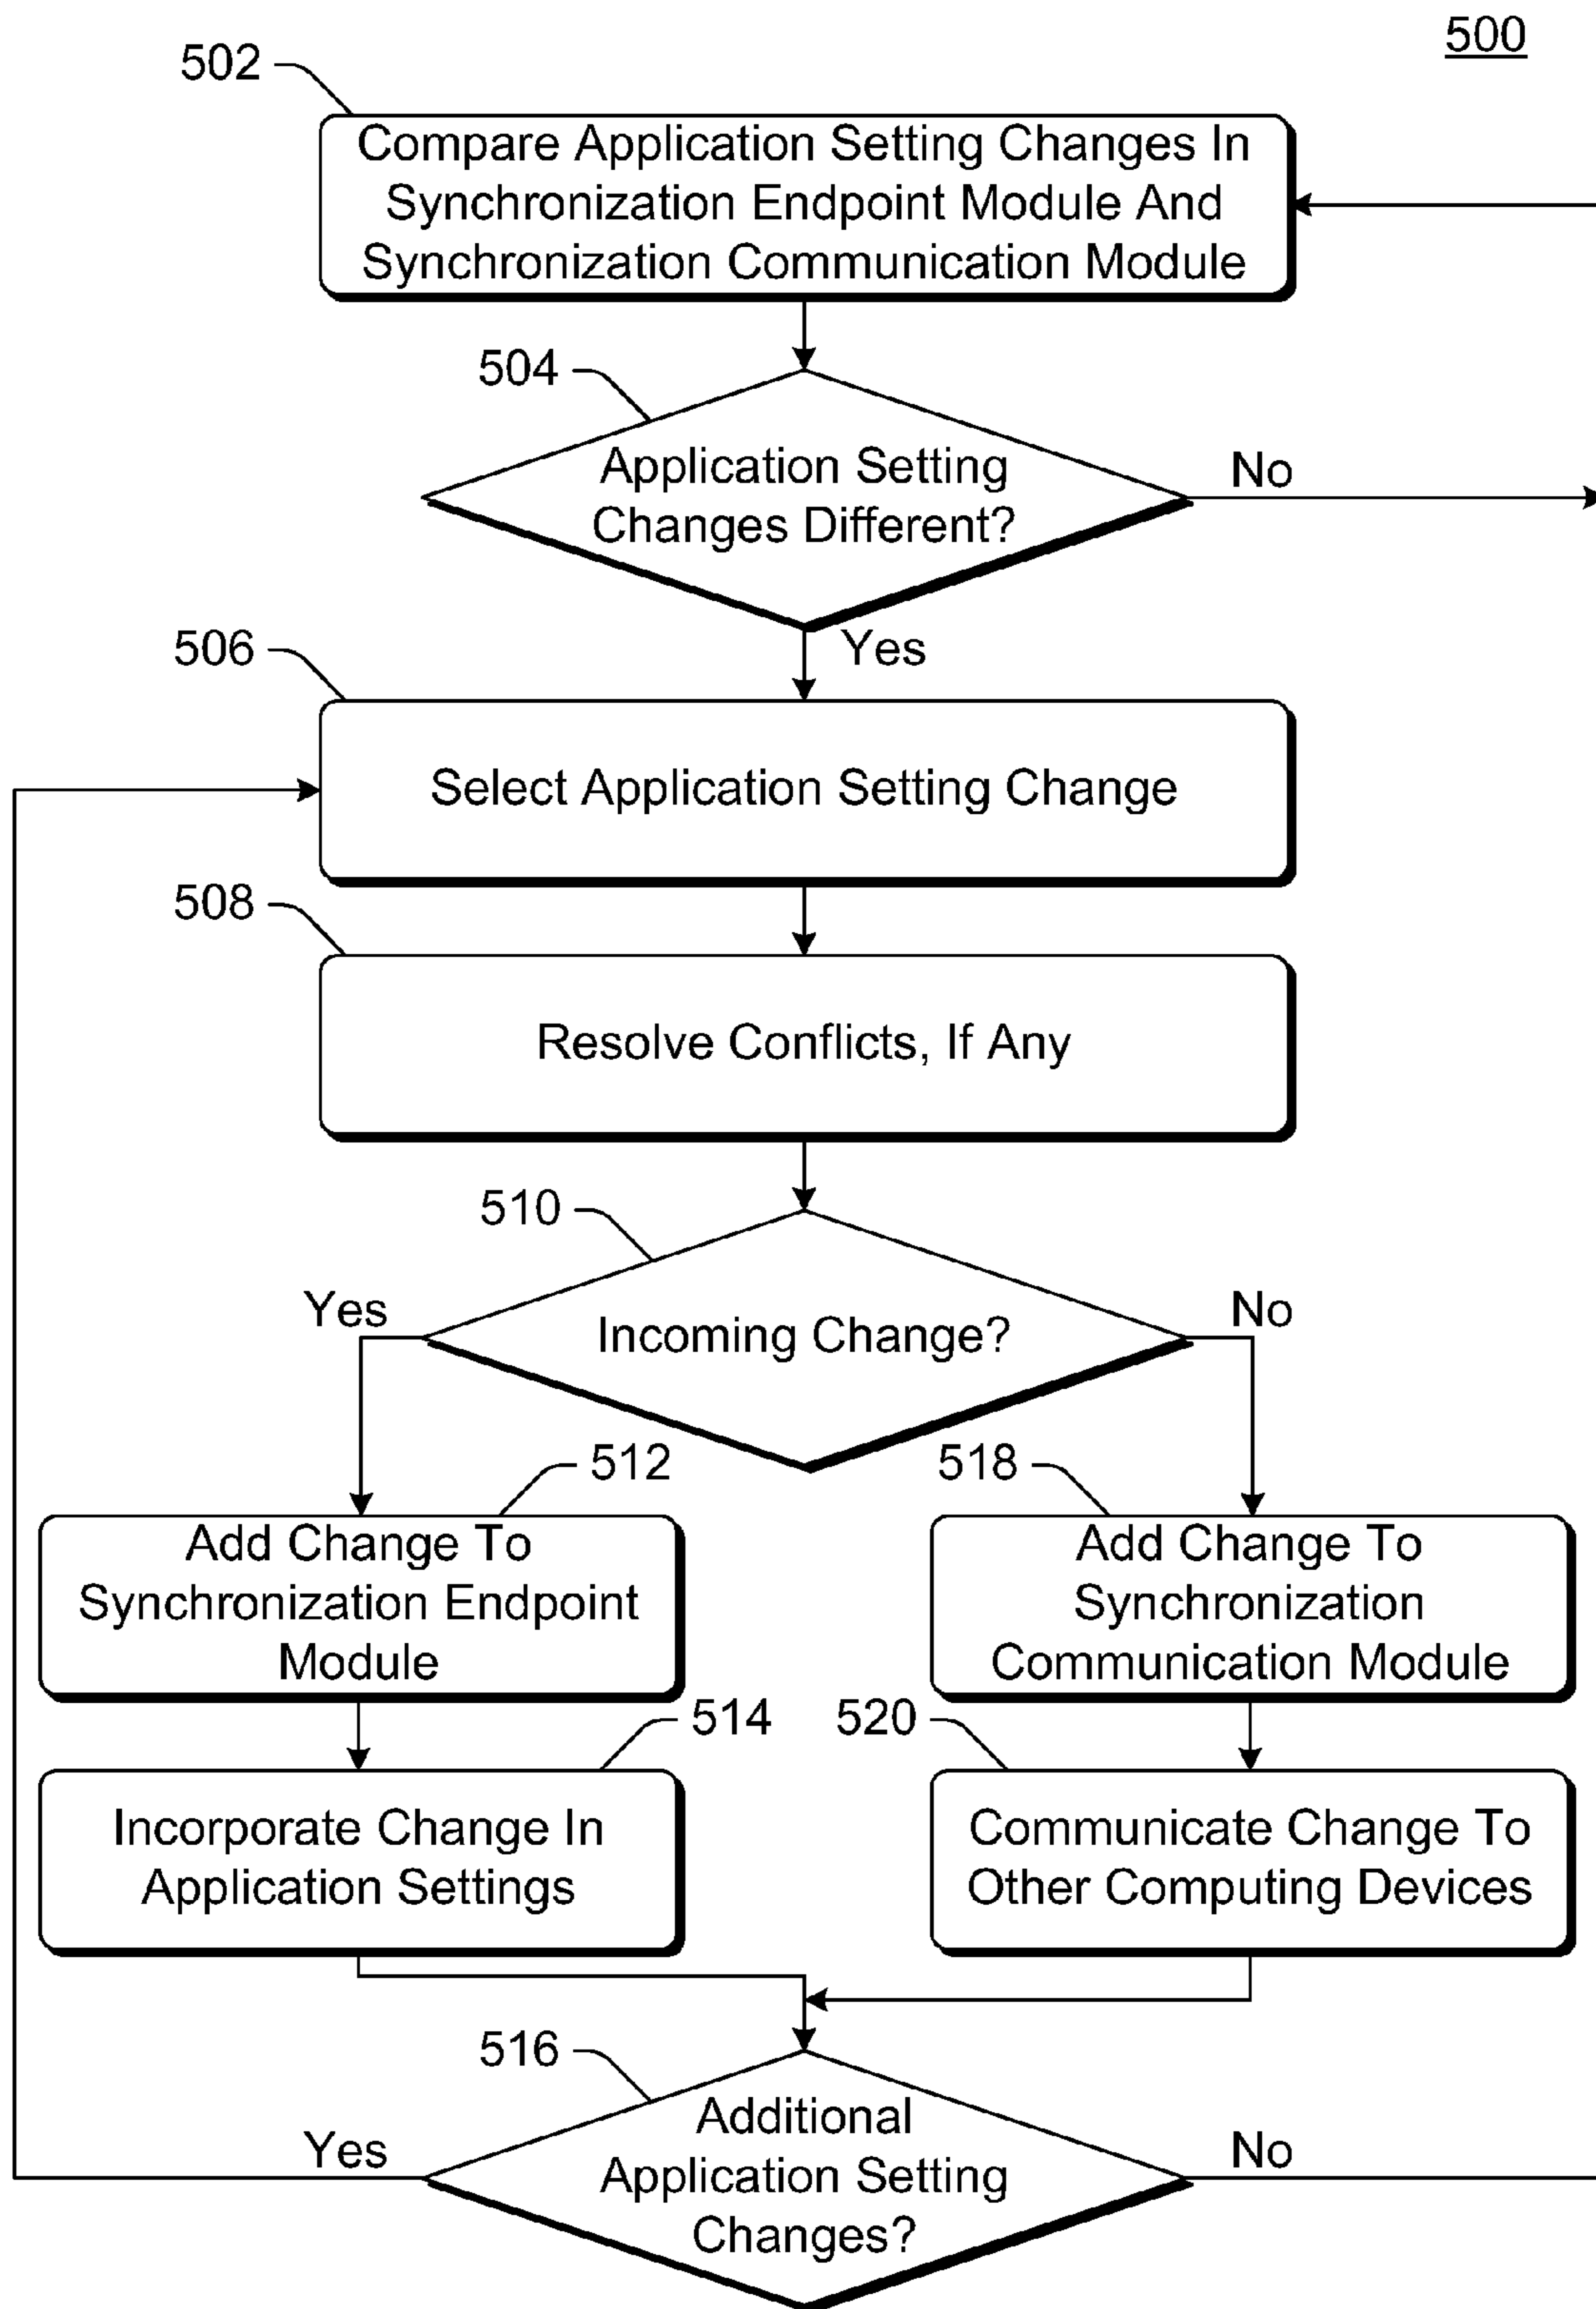 500
502
Compare Application Setting Changes In
Synchronization Endpoint Module And
Synchronization Communication Module
504
Application Setting
Changes Different?
No
Yes
506
Select Application Setting Change
508
Resolve Conflicts, If Any
510
Incoming Change?
Yes
No
512
Add Change To
Synchronization Endpoint
Module
518
Add Change To
Synchronization
Communication Module
514
Incorporate Change In
Application Settings
520
Communicate Change To
Other Computing Devices
516
Additional
Application Setting
Changes?
Yes
No